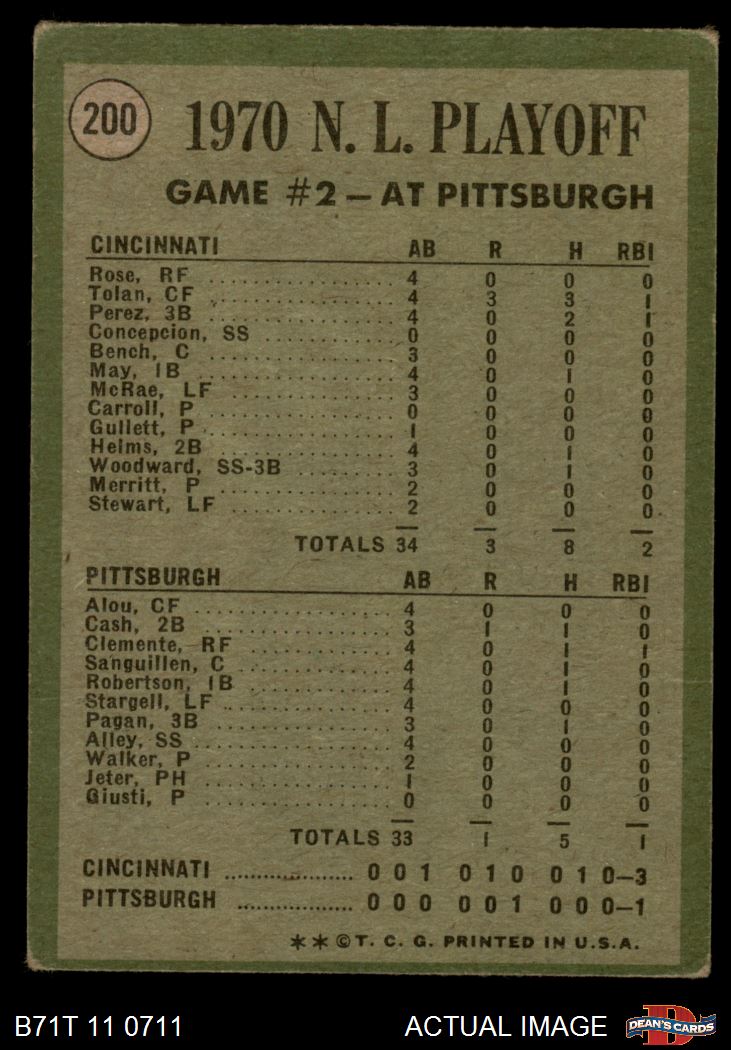 200
1970 N. L. PLAYOFF
GAME #2 – AT PITTSBURGH
CINCINNATI AB R H RBI
Rose, RF .................... 4 0 0 0
Tolan, CF .................... 4 3 3 1
Perez, 3B .................... 4 0 2 1
Concepcion, SS .................... 0 0 0 0
Bench, C .................... 3 0 0 0
May, 1B .................... 4 0 1 0
McRae, LF .................... 3 0 0 0
Carroll, P .................... 0 0 0 0
Gullett, P .................... 1 0 0 0
Helms, 2B .................... 4 0 1 0
Woodward, SS-3B .......... 3 0 1 0
Merritt, P .................... 2 0 0 0
Stewart, LF .................... 2 0 0 0
TOTALS 34 3 8 2
PITTSBURGH AB R H RBI
Alou, CF .................... 4 0 0 0
Cash, 2B .................... 3 1 1 0
Clemente, RF .................... 4 0 1 1
Sanguillen, C .................... 4 0 1 0
Robertson, 1B .................... 4 0 1 0
Stargell, LF .................... 4 0 0 0
Pagan, 3B .................... 3 0 1 0
Alley, SS .................... 4 0 0 0
Walker, P .................... 2 0 0 0
Jeter, PH .................... 1 0 0 0
Giusti, P .................... 0 0 0 0
TOTALS 33 1 5 1
CINCINNATI .................... 0 0 1 0 1 0 0 1 0–3
PITTSBURGH .................... 0 0 0 0 0 1 0 0 0–1
**©T. C. G. PRINTED IN U.S.A.
B71T 11 0711 ACTUAL IMAGE DEAN'S CARDS